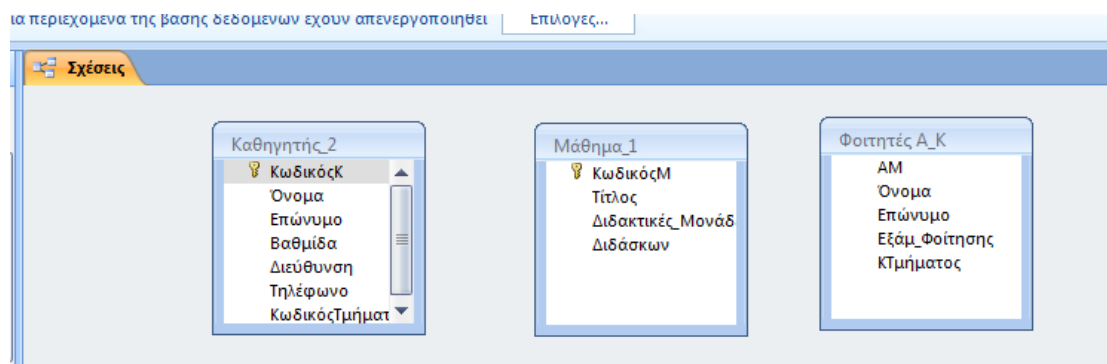 ια περιεχόμενα της βάσης δεδομένων έχουν απενεργοποιηθεί Επιλογές...
Σχέσεις
Καθηγητής_2
ΚωδικόςΚ
Όνομα
Επώνυμο
Βαθμίδα
Διεύθυνση
Τηλέφωνο
ΚωδικόςΤμήματ
Μάθημα_1
ΚωδικόςΜ
Τίτλος
Διδακτικές_Μονάδ
Διδάσκων
Φοιτητές Α_Κ
ΑΜ
Όνομα
Επώνυμο
Εξάμ_Φοίτησης
ΚΤμήματος